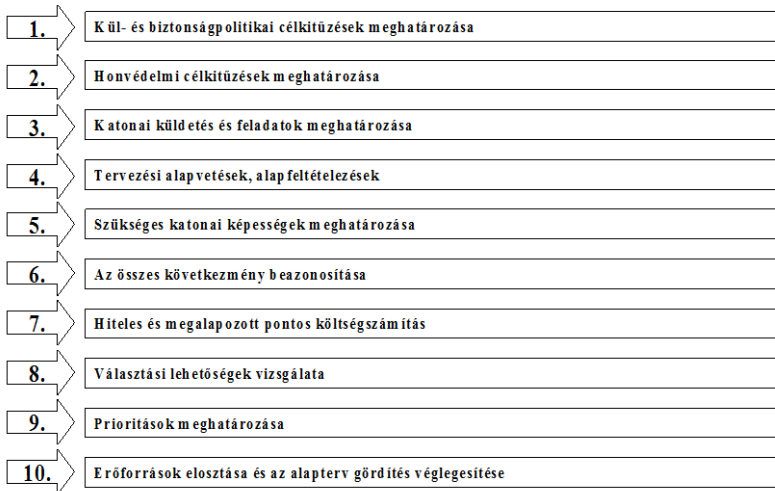 1. Kül- és biztonságpolitikai célkitűzések meghatározása
2. Honvédelmi célkitűzések meghatározása
3. Katonai küldetés és feladatok meghatározása
4. Tervezési alapvetések, alapfeltételezések
5. Szükséges katonai képességek meghatározása
6. Az összes következmény beazonosítása
7. Hiteles és megalapozott pontos költségszámítás
8. Választási lehetőségek vizsgálata
9. Prioritások meghatározása
10. Erőforrások elosztása és az alapterv gördítés véglegesítése